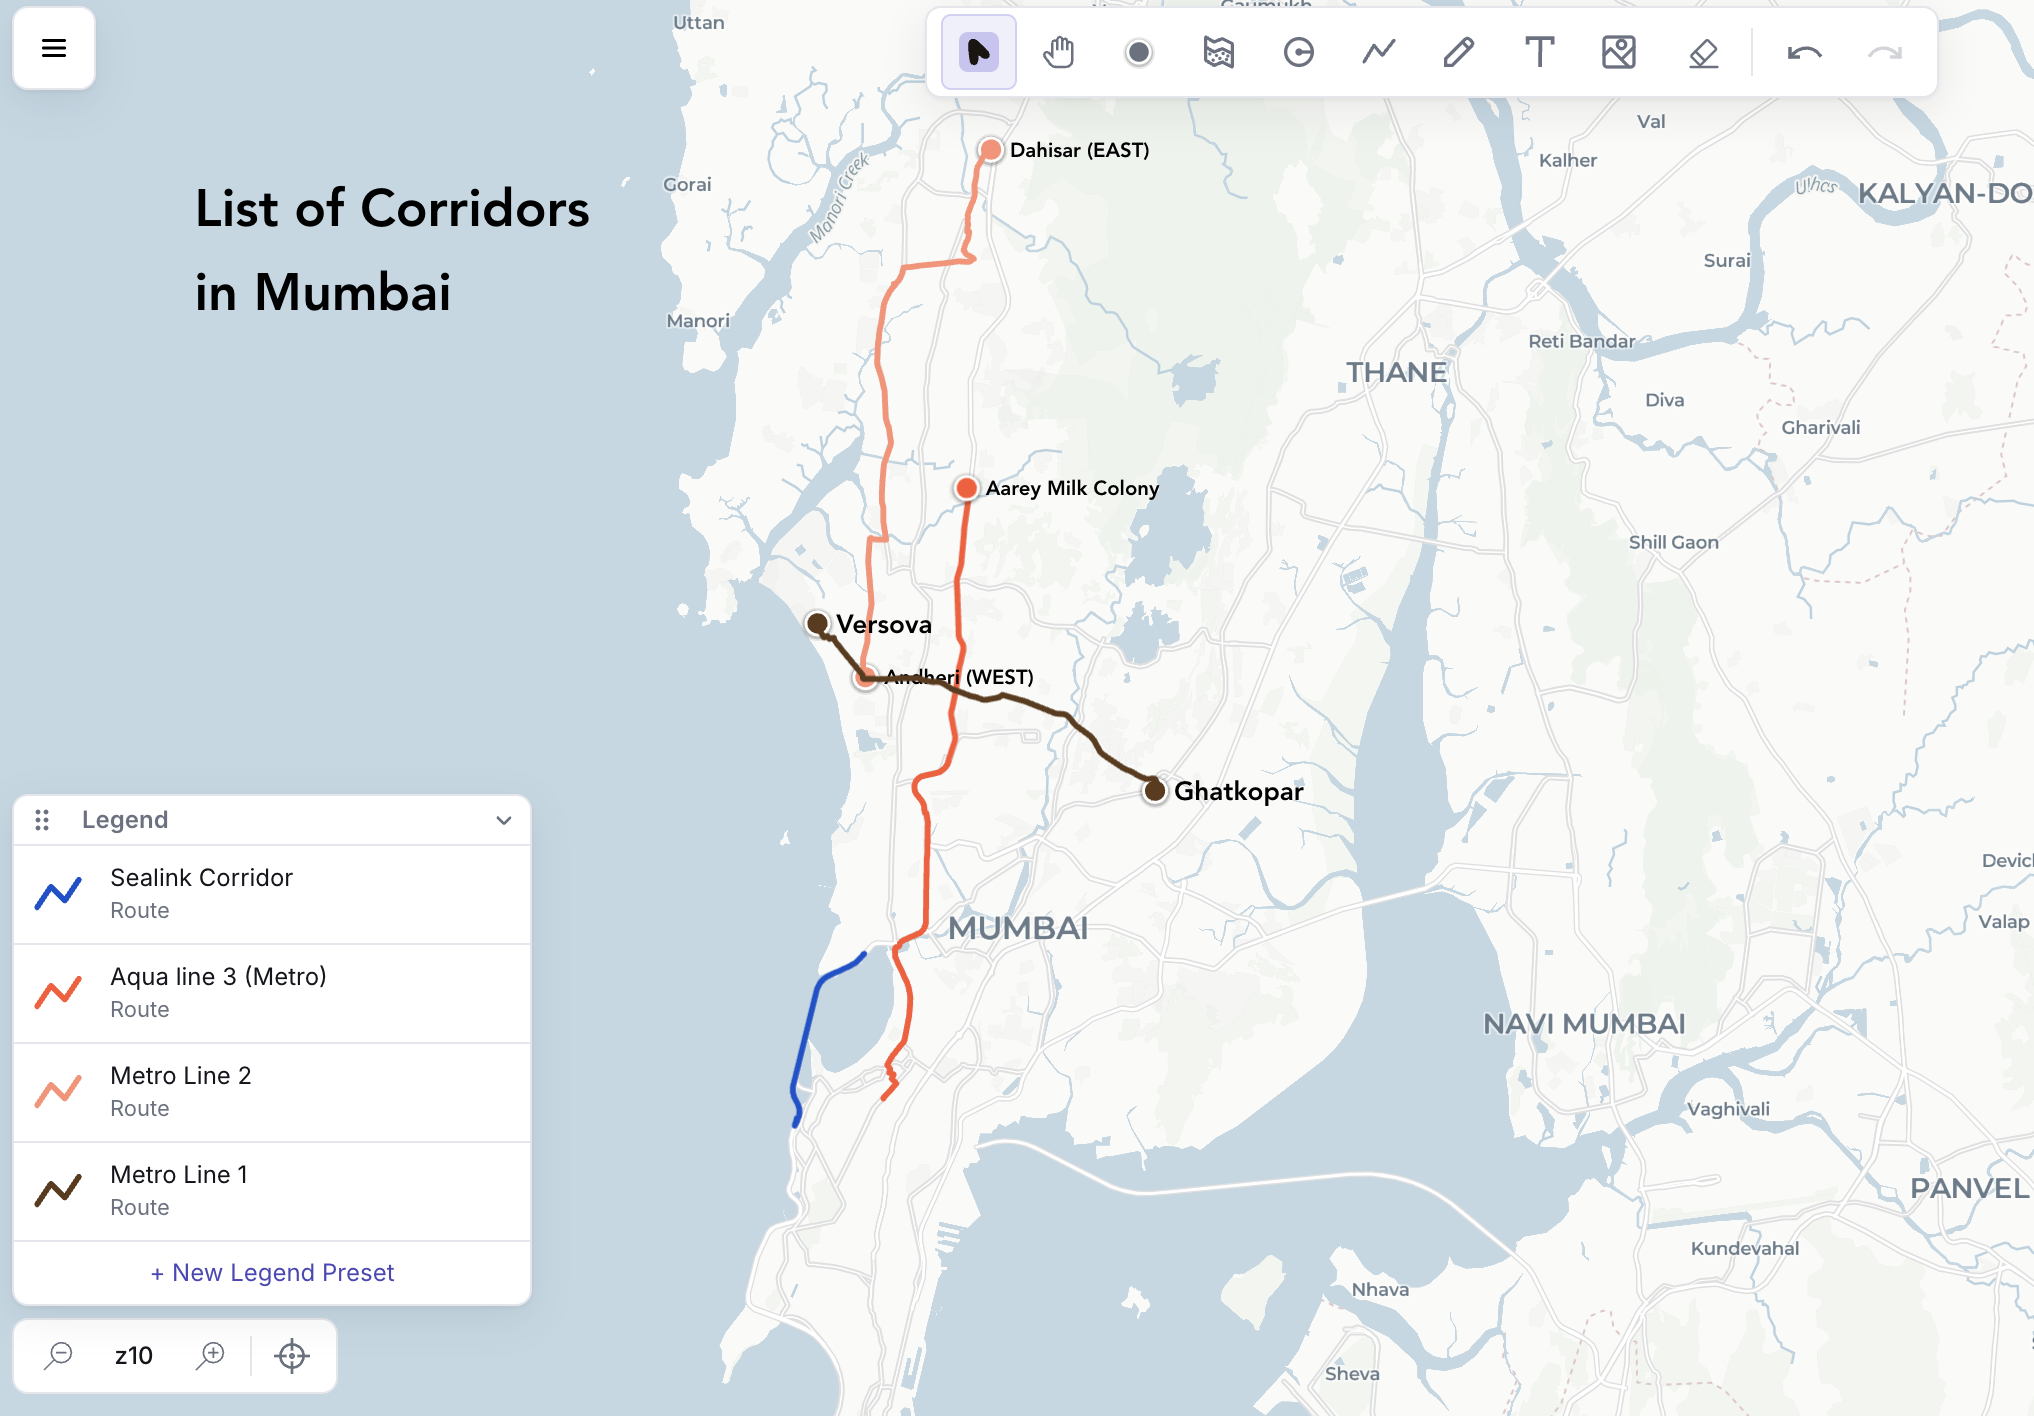 Uttan
Gorai
Manori Creek
Manori
List of Corridors
in Mumbai
Dahisar (EAST)
Aarey Milk Colony
Versova
Andheri (WEST)
Ghatkopar
MUMBAI
Val
Kalher
Ulhas
KALYAN-DO
Surai
Reti Bandar
THANE
Diva
Gharivali
Shill Gaon
Devich
Valap
NAVI MUMBAI
Vaghivali
PANVEL
Kundevahal
Nhava
Sheva
Legend
Sealink Corridor
Route
Aqua line 3 (Metro)
Route
Metro Line 2
Route
Metro Line 1
Route
+ New Legend Preset
z10